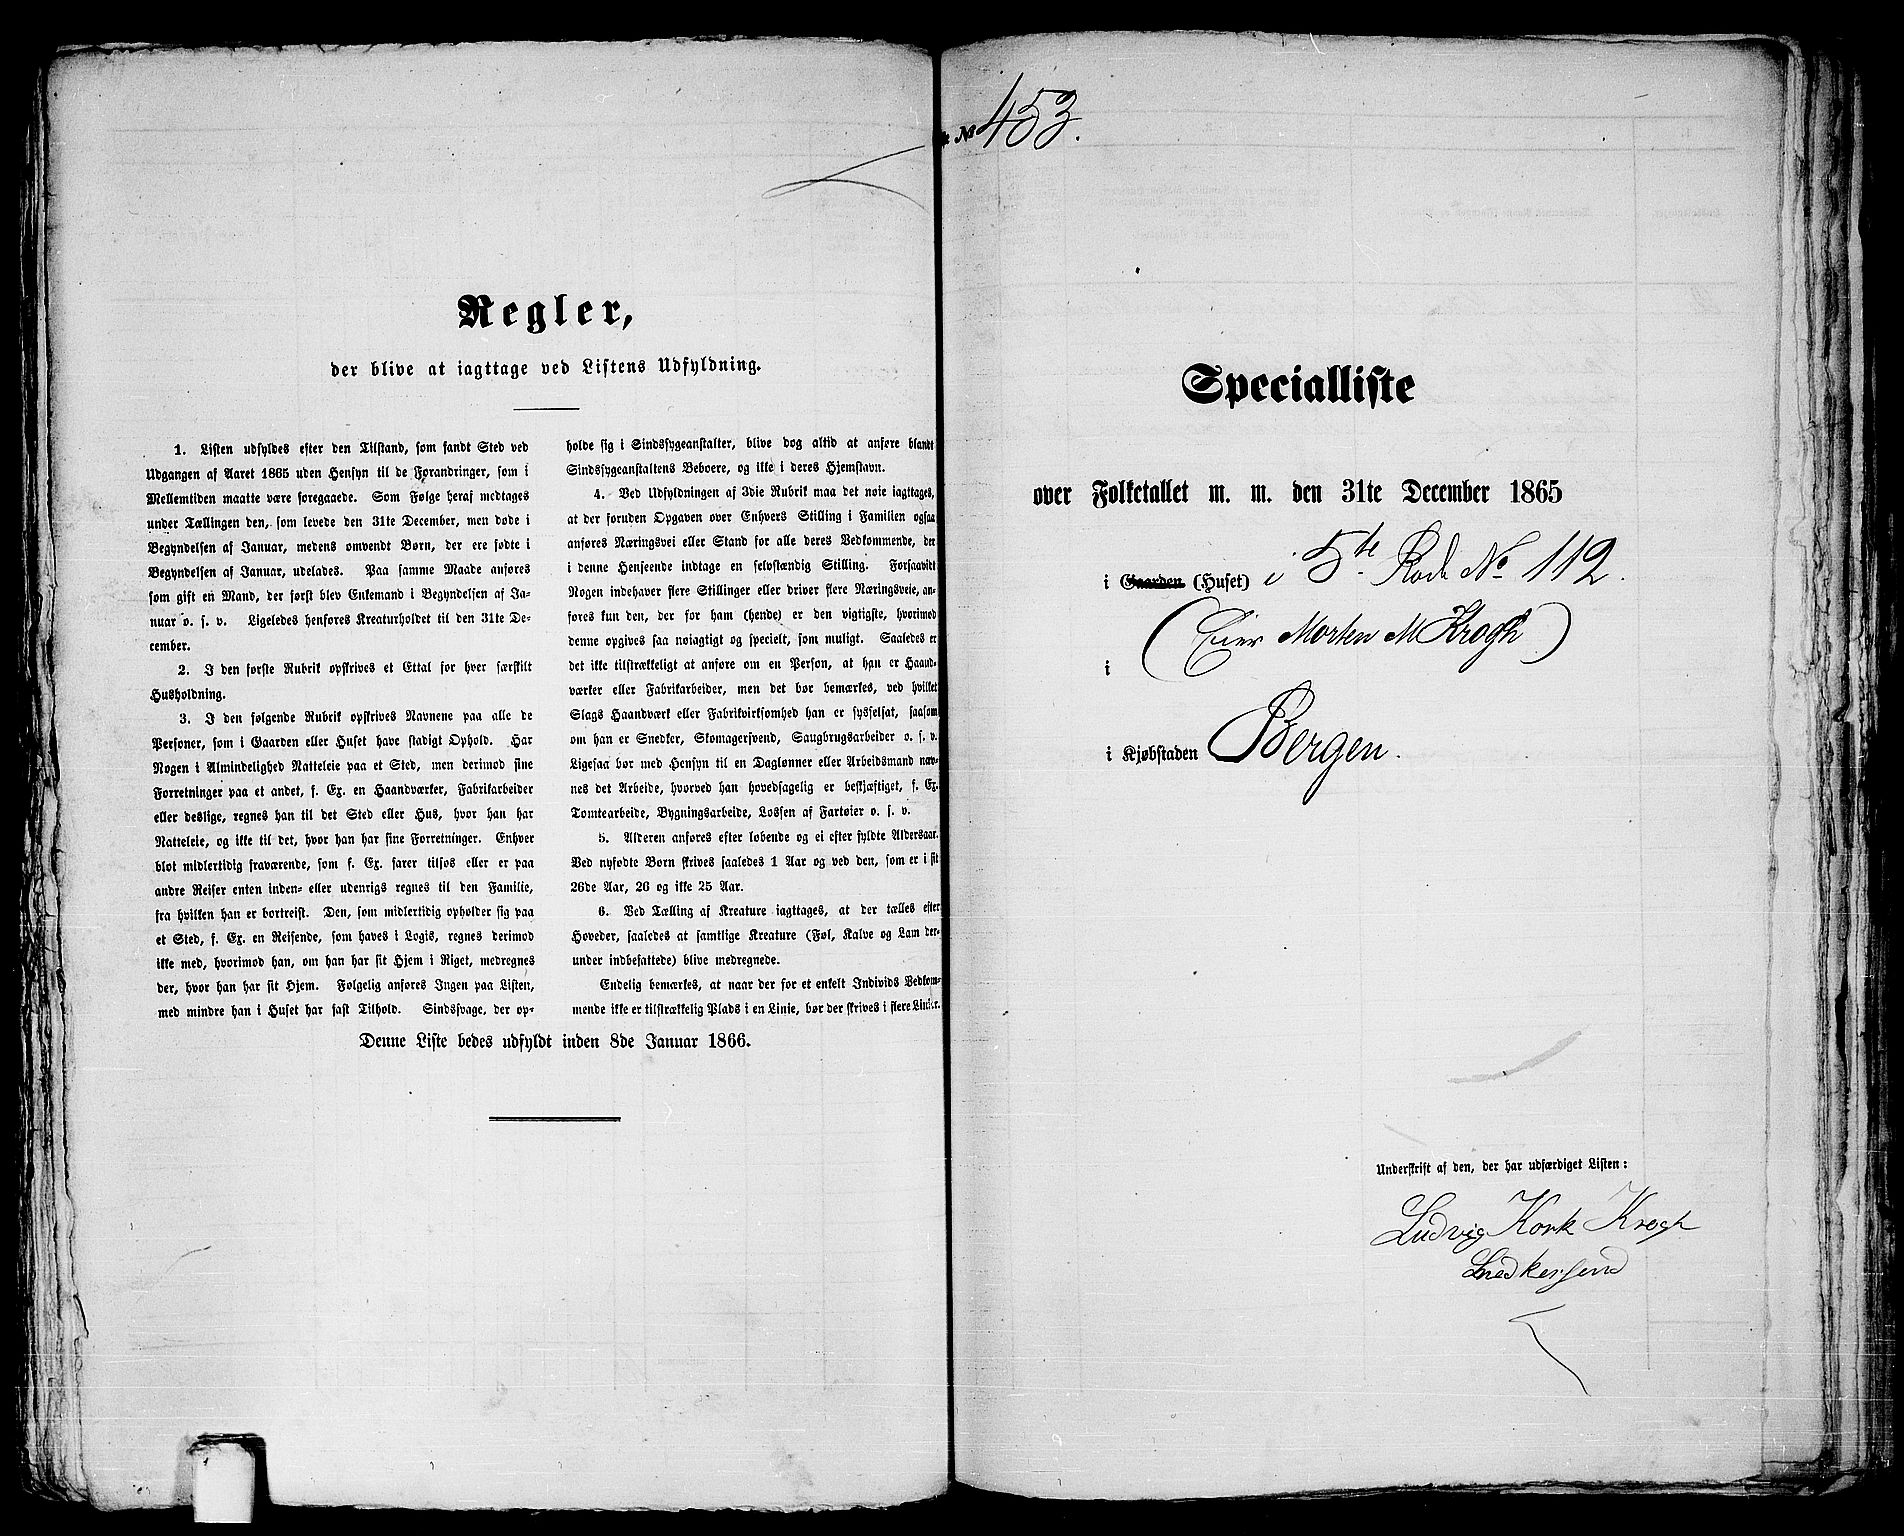 Regler,
der blive at iagttage ved Listens Udfyldning.
1. Listen udfyldes efter den Tilstand, som fandt Sted ved
Udgangen af Aaret 1865 uden Hensyn til de Forandringer, som i
Mellemtiden maatte være foregaaede. Som Følge heraf medtages
under Tællingen den, som levede den 31te December, men døde i
Begyndelsen af Januar, medens omvendt Børn, der ere fødte i
Begyndelsen af Januar, udelades. Paa samme Maade anføres
som gift en Mand, der først blev Enkemand i Begyndelsen af Ja-
nuar o. s. v. Ligeledes henføres Kreaturholdet til den 31te De-
cember.
2. I den første Rubrik opskrives et Ettal for hver særskilt
Husholdning.
3. I den følgende Rubrik opskrives Navnene paa alle de
Personer, som i Gaarden eller Huset have stadigt Ophold. Har
Nogen i Almindelighed Natteleie paa et Sted, men derimod sine
Forretninger paa et andet, f. Ex. en Haandværker, Fabrikarbeider
eller deslige, regnes han til det Sted eller Hus, hvor han har
Natteleie, og ikke til det, hvor han har sine Forretninger. Enhver
blot midlertidig fraværende, som f. Ex. farer tilsøs eller er paa
andre Reiser enten inden- eller udenrigs regnes til den Familie,
fra hvilken han er bortreist. Den, som midlertidig opholder sig paa
et Sted, f. Ex. en Reisende, som haves i Logis, regnes derimod
ikke med, hvorimod han, om han har sit Hjem i Riget, medregnes
der, hvor han har sit Hjem. Følgelig anføres Ingen paa Listen,
med mindre han i Huset har fast Tilhold. Sindssvage, der op-
holde sig i Sindssygeanstalter, blive dog altid at anføre blandt
Sindssygeanstaltens Beboere, og ikke i deres Hjemstavn.
4. Ved Udfyldningen af 3die Rubrik maa det nøie iagttages,
at der foruden Opgaven over Enhvers Stilling i Familien ogsaa
anføres Næringsvei eller Stand for alle deres Vedkommende, der
i denne Henseende indtage en selvstændig Stilling. Forsaavidt
Nogen indehaver flere Stillinger eller driver flere Næringsveie, an-
føres kun den, der for ham (hende) er den vigtigste, hvorimod
denne opgives saa nøiagtigt og specielt, som muligt. Saaledes er
det ikke tilstrækkeligt at anføre om en Person, at han er Haand-
værker eller Fabrikarbeider, men det bør bemærkes, ved hvilket
Slags Haandværk eller Fabrikvirksomhed han er sysselsat, saasom
om han er Snedker, Skomagersvend, Saugbrugsarbeider o. s. v.
Ligesaa bør med Hensyn til en Daglønner eller Arbeidsmand næv-
nes det Arbeide, hvorved han hovedsagelig er beskjæftiget, f. Ex.
Tomtearbeide, Bygningsarbeide, Lossen af Fartøier o. s. v.
5. Alderen anføres efter løbende og ei efter fyldte Aldersaar.
Ved nyfødte Børn skrives saaledes 1 Aar og ved den, som er i sit
26de Aar, 26 og ikke 25 Aar.
6. Ved Tælling af Kreature iagttages, at der tælles efter
Hoveder, saaledes at samtlige Kreature (Føl, Kalve og Lam der-
under indbefattede) blive medregnede.
Endelig bemærkes, at naar der for et enkelt Individs Vedkom-
mende ikke er tilstrækkelig Plads i en Linie, bør der skrives i flere Linier.
Denne Liste bedes udfyldt inden 8de Januar 1866.
№ 453.
Specialliste
over Folketallet m. m. den 31te December 1865
i Gaarden (Huset) i 5te Rode No 112.
(Eier Morten M Krogh)
i
i Kjøbstaden Bergen.
Underskrift af den, der har udfærdiget Listen:
Ludvig Kork Krogh
Snedkersvend